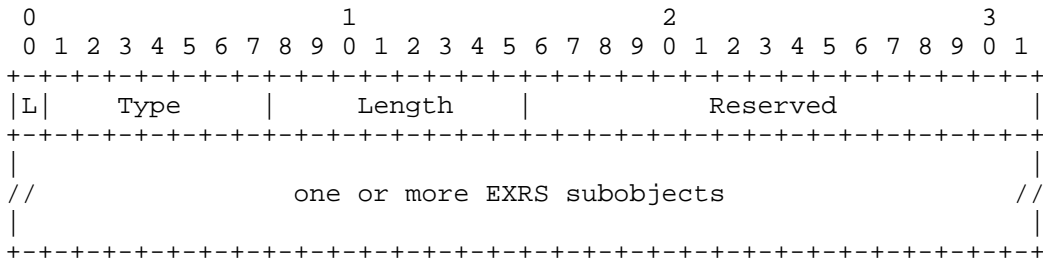 0                   1                   2                   3
 0 1 2 3 4 5 6 7 8 9 0 1 2 3 4 5 6 7 8 9 0 1 2 3 4 5 6 7 8 9 0 1
+-+-+-+-+-+-+-+-+-+-+-+-+-+-+-+-+-+-+-+-+-+-+-+-+-+-+-+-+-+-+-+-+
|L|    Type     |     Length    |           Reserved            |
+-+-+-+-+-+-+-+-+-+-+-+-+-+-+-+-+-+-+-+-+-+-+-+-+-+-+-+-+-+-+-+-+
|                                                               |
//                one or more EXRS subobjects                  //
|                                                               |
+-+-+-+-+-+-+-+-+-+-+-+-+-+-+-+-+-+-+-+-+-+-+-+-+-+-+-+-+-+-+-+-+